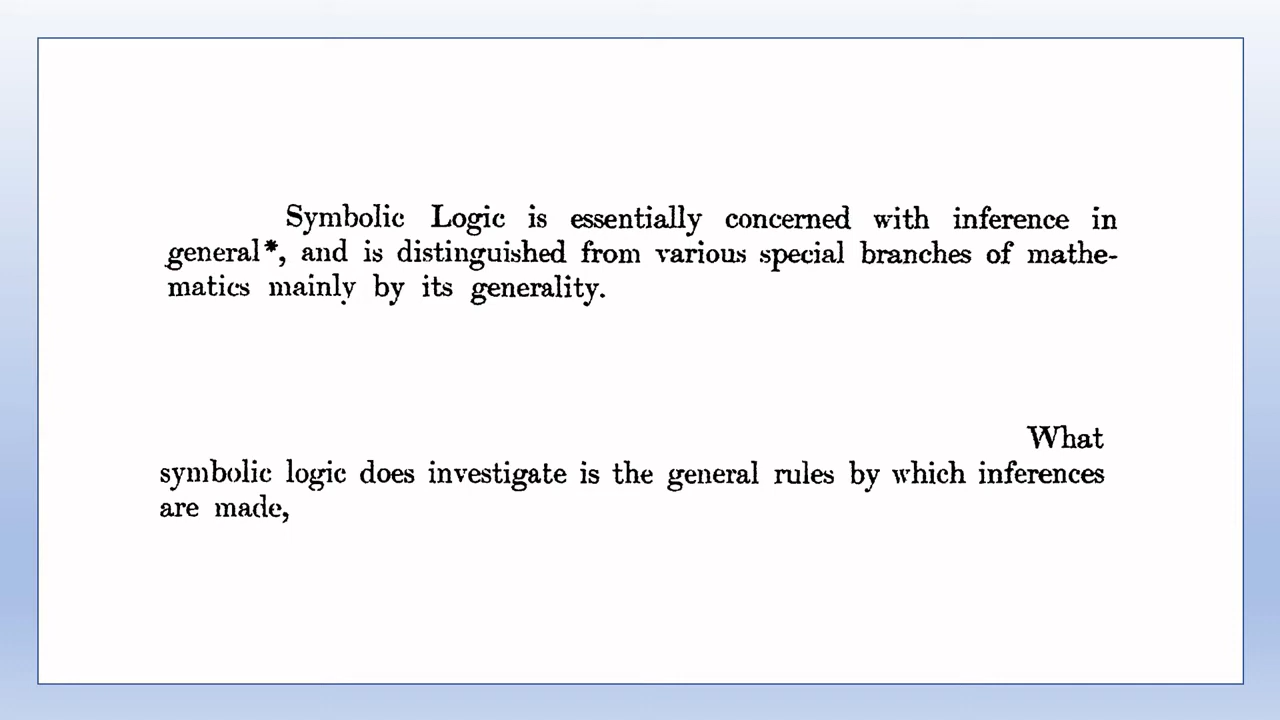 Symbolic Logic is essentially concerned with inference in
general*, and is distinguished from various special branches of mathe-
matics mainly by its generality.
What
symbolic logic does investigate is the general rules by which inferences
are made,